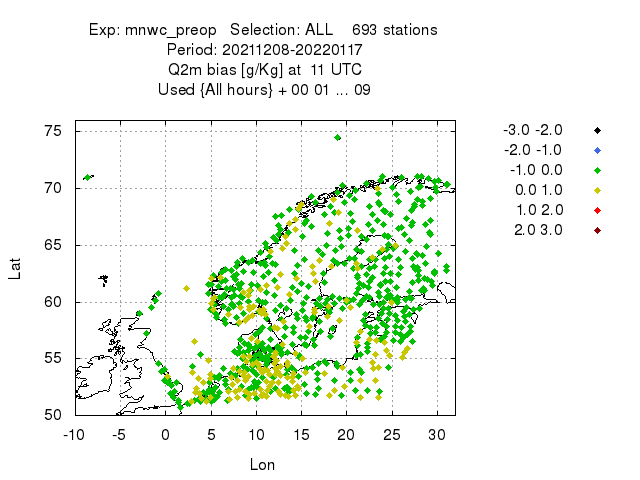 Exp: mnwc_preop   Selection: ALL    693 stations
Period: 20211208-20220117
Q2m bias [g/Kg] at  11 UTC
Used {All hours} + 00 01 ... 09
-3.0 -2.0
-2.0 -1.0
-1.0 0.0
0.0 1.0
1.0 2.0
2.0 3.0
75
70
65
60
55
50
Lat
-10 -5 0 5 10 15 20 25 30
Lon